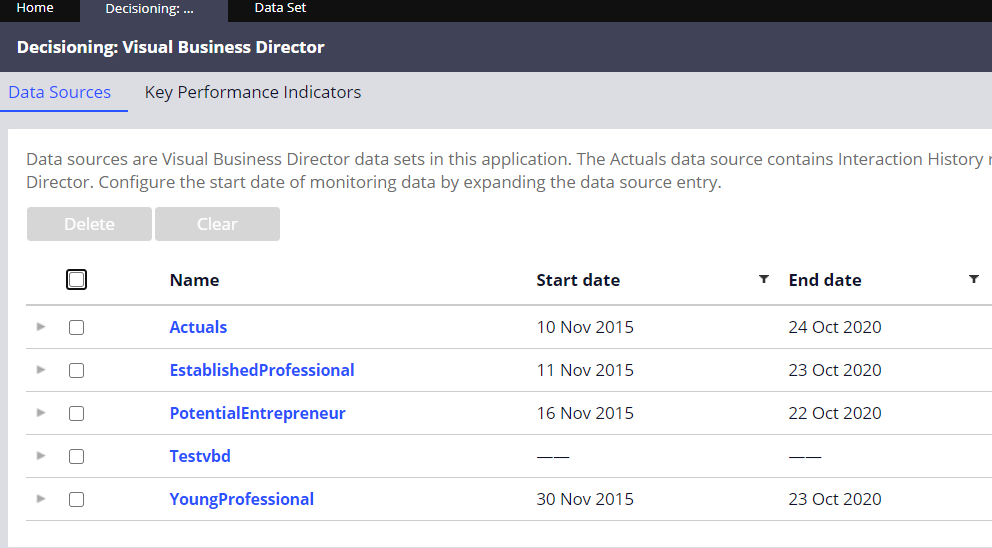 Home Decisioning: ... Data Set
Decisioning: Visual Business Director
Data Sources Key Performance Indicators
Data sources are Visual Business Director data sets in this application. The Actuals data source contains Interaction History
Director. Configure the start date of monitoring data by expanding the data source entry.
Delete Clear
Name Start date End date
Actuals 10 Nov 2015 24 Oct 2020
EstablishedProfessional 11 Nov 2015 23 Oct 2020
PotentialEntrepreneur 16 Nov 2015 22 Oct 2020
Testvbd —— ——
YoungProfessional 30 Nov 2015 23 Oct 2020